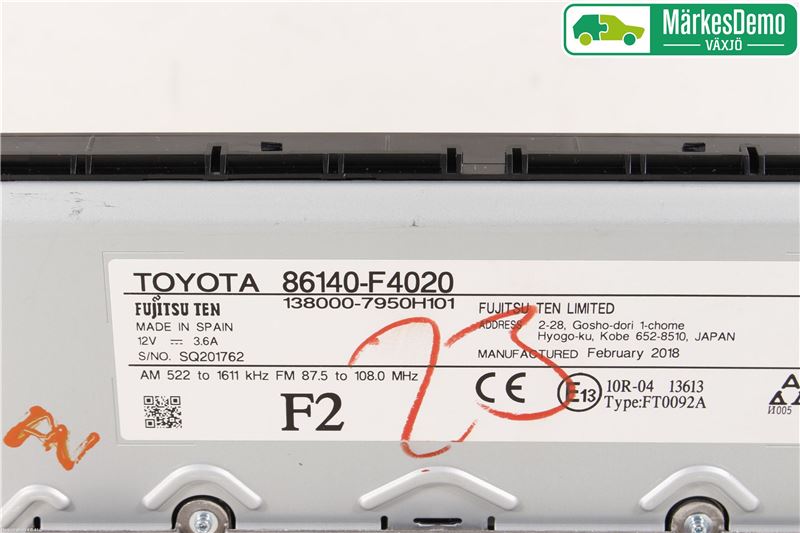 MärkesDemo
VÄXJÖ
TOYOTA 86140-F4020
138000-7950H101
FUJITSU TEN
MADE IN SPAIN
12V 3.6A
S/NO. SQ201762
FUJITSU TEN LIMITED
ADDRESS 2-28, Gosho-dori 1-chome
Hyogo-ku, Kobe 652-8510, JAPAN
MANUFACTURED February 2018
AM 522 to 1611 kHz FM 87.5 to 108.0 MHz
F2
23
CE
E13
10R-04 13613
Type:FT0092A
И005